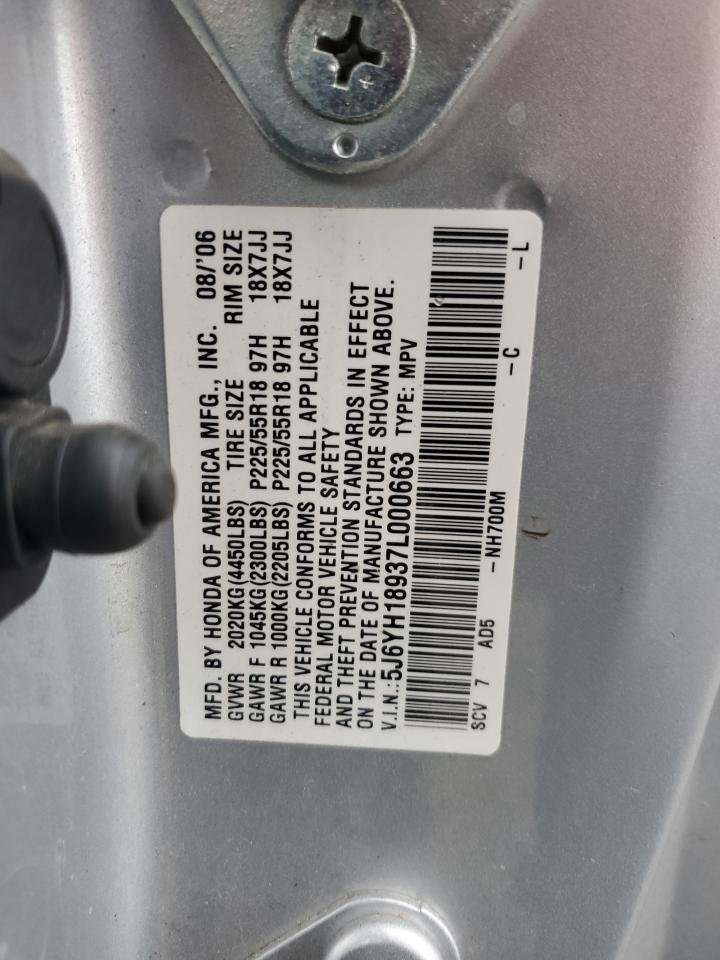 MFD. BY HONDA OF AMERICA MFG., INC. 08/'06
GVWR 2020KG(4450LBS) TIRE SIZE RIM SIZE
GAWR F 1045KG(2300LBS) P225/55R18 97H 18X7JJ
GAWR R 1000KG(2205LBS) P225/55R18 97H 18X7JJ
THIS VEHICLE CONFORMS TO ALL APPLICABLE
FEDERAL MOTOR VEHICLE SAFETY
AND THEFT PREVENTION STANDARDS IN EFFECT
ON THE DATE OF MANUFACTURE SHOWN ABOVE.
V.I.N.:5J6YH18937L000663 TYPE: MPV
SCV 7 AD5 -NH700M -C -L